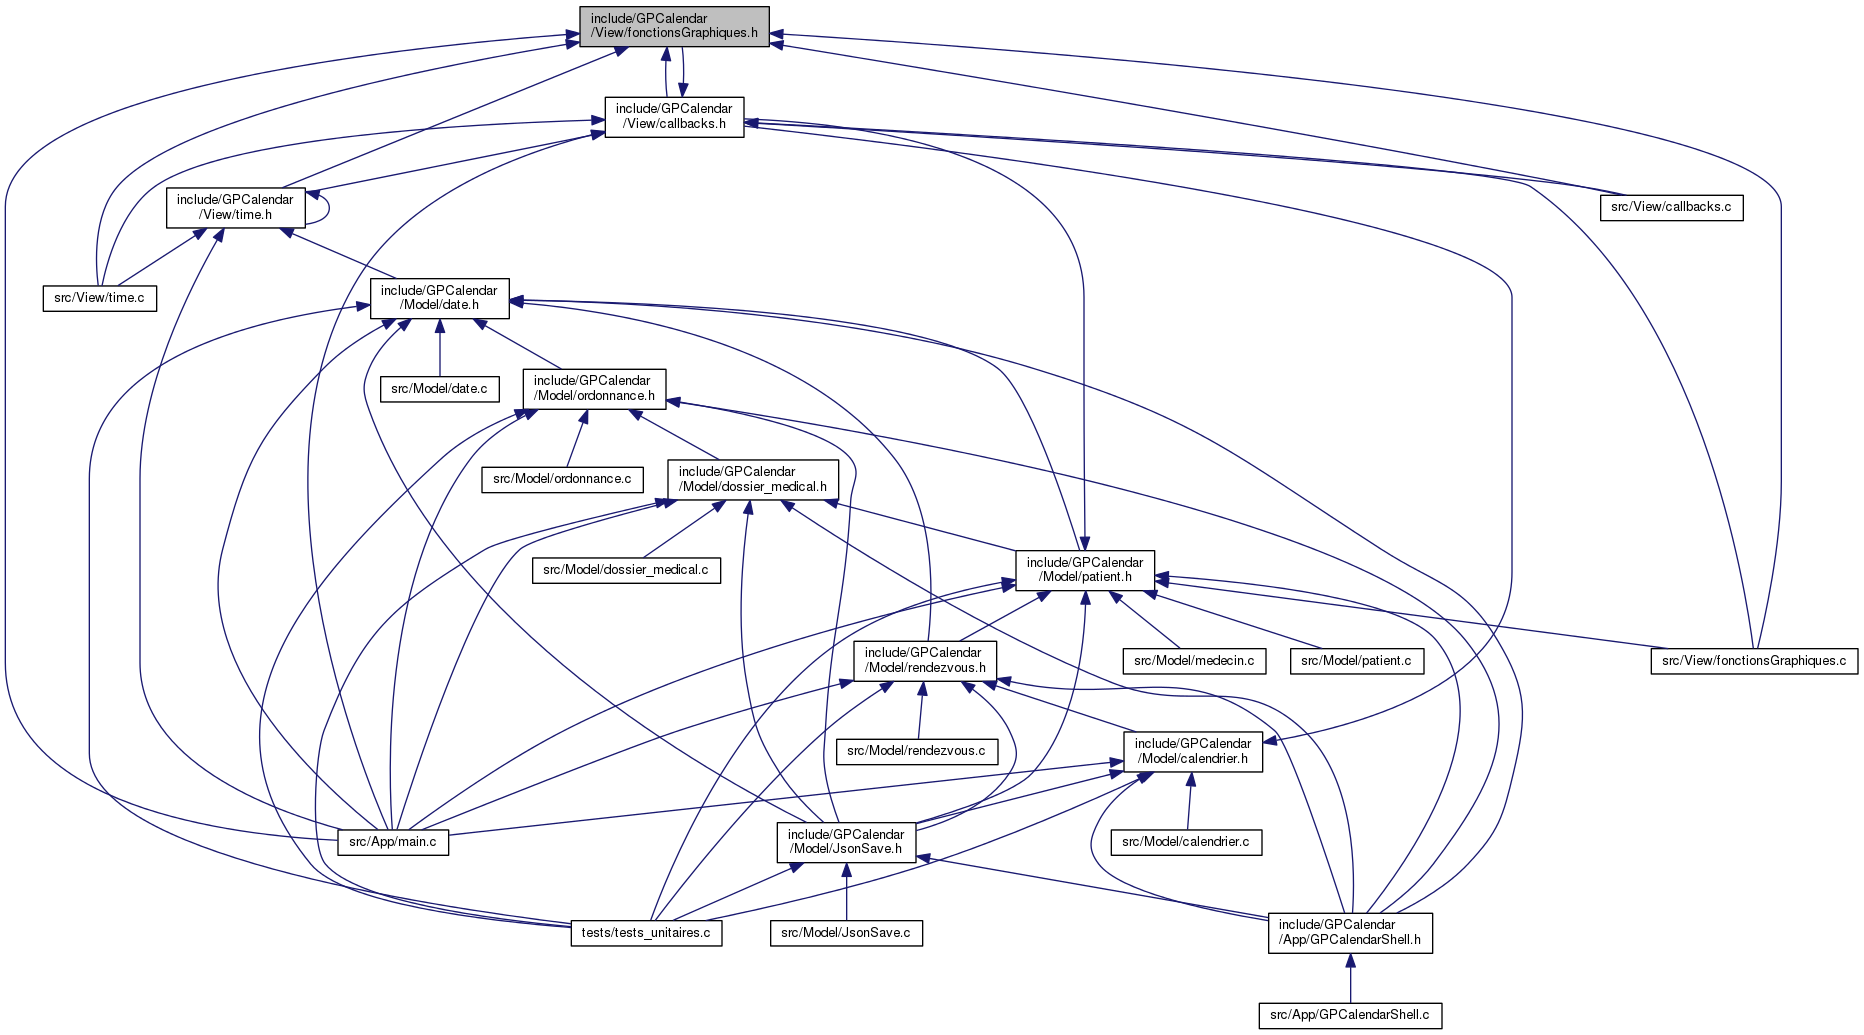 include/GPCalendar
/View/fonctionsGraphiques.h
include/GPCalendar
/View/callbacks.h
include/GPCalendar
/View/time.h
src/View/callbacks.c
src/View/time.c
include/GPCalendar
/Model/date.h
src/Model/date.c
include/GPCalendar
/Model/ordonnance.h
src/Model/ordonnance.c
include/GPCalendar
/Model/dossier_medical.h
src/Model/dossier_medical.c
include/GPCalendar
/Model/patient.h
include/GPCalendar
/Model/rendezvous.h
src/Model/medecin.c
src/Model/patient.c
src/View/fonctionsGraphiques.c
src/Model/rendezvous.c
include/GPCalendar
/Model/calendrier.h
src/App/main.c
include/GPCalendar
/Model/JsonSave.h
src/Model/calendrier.c
tests/tests_unitaires.c
src/Model/JsonSave.c
include/GPCalendar
/App/GPCalendarShell.h
src/App/GPCalendarShell.c